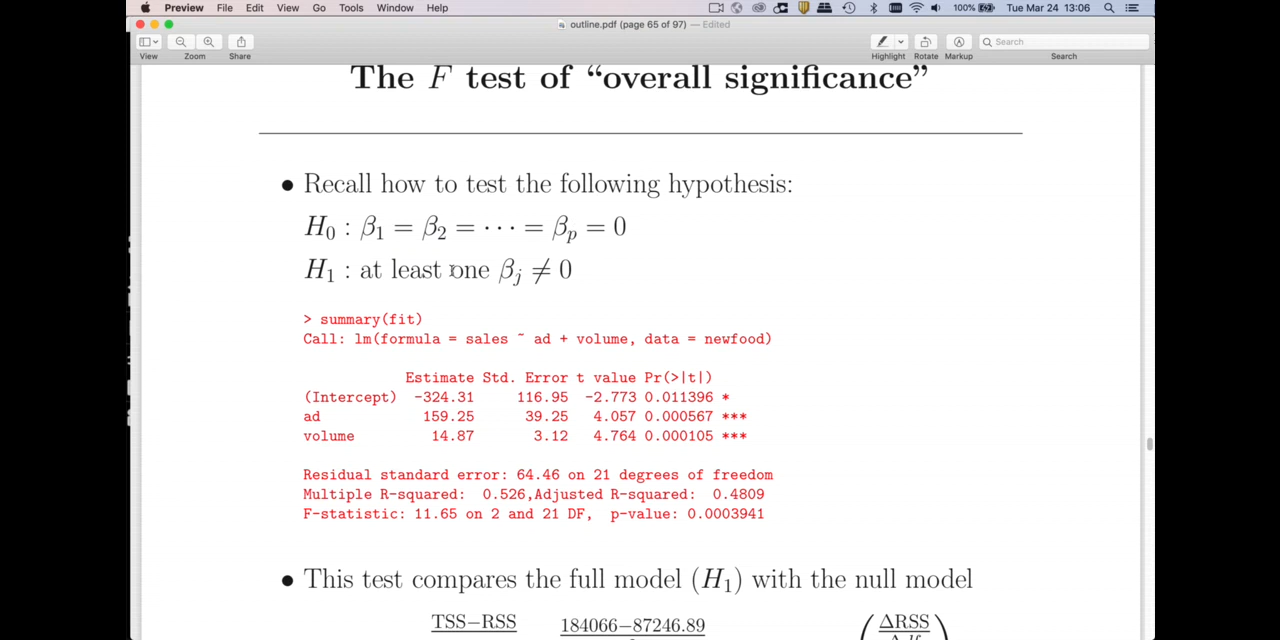 Preview File Edit View Go Tools Window Help 100% Tue Mar 24 13:06
outline.pdf (page 65 of 97) — Edited
View Zoom Share Highlight Rotate Markup Search
Search
The F test of “overall significance”
• Recall how to test the following hypothesis:
H₀ : β₁ = β₂ = ··· = βₚ = 0
H₁ : at least one βⱼ ≠ 0
> summary(fit)
Call: lm(formula = sales ~ ad + volume, data = newfood)
Estimate Std. Error t value Pr(>|t|)
(Intercept) -324.31 116.95 -2.773 0.011396 *
ad 159.25 39.25 4.057 0.000567 ***
volume 14.87 3.12 4.764 0.000105 ***
Residual standard error: 64.46 on 21 degrees of freedom
Multiple R-squared: 0.526,Adjusted R-squared: 0.4809
F-statistic: 11.65 on 2 and 21 DF, p-value: 0.0003941
• This test compares the full model (H₁) with the null model
TSS−RSS 184066−87246.89 (ΔRSS)